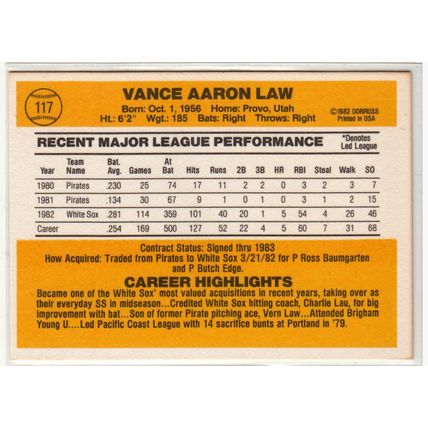 117
VANCE AARON LAW
Born: Oct. 1, 1956 Home: Provo, Utah
Ht.: 6'2" Wgt.: 185 Bats: Right Throws: Right
©1982 DONRUSS
Printed in USA
RECENT MAJOR LEAGUE PERFORMANCE
*Denotes
Led League
Year Team Name Bat. Avg. Games At Bat Hits Runs 2B 3B HR RBI Steal Walk SO
1980 Pirates .230 25 74 17 11 2 2 0 3 2 3 7
1981 Pirates .134 30 67 9 1 0 1 0 3 1 2 15
1982 White Sox .281 114 359 101 40 20 1 5 54 4 26 46
Career .254 169 500 127 52 22 4 5 60 7 31 68
Contract Status: Signed thru 1983
How Acquired: Traded from Pirates to White Sox 3/21/82 for P Ross Baumgarten
and P Butch Edge.
CAREER HIGHLIGHTS
Became one of the White Sox' most valued acquisitions in recent years, taking over as
their everyday SS in midseason...Credited White Sox hitting coach, Charlie Lau, for big
improvement with bat...Son of former Pirate pitching ace, Vern Law...Attended Brigham
Young U....Led Pacific Coast League with 14 sacrifice bunts at Portland in '79.